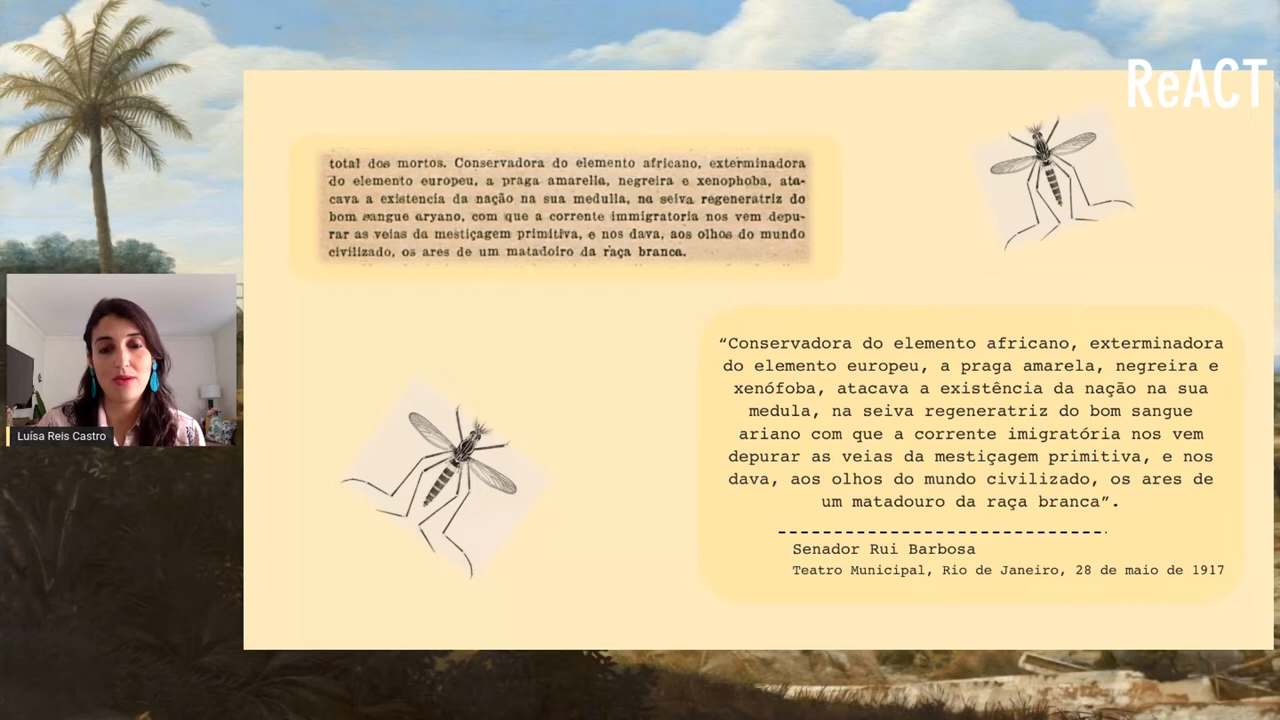 ReACT
total dos mortos. Conservadora do elemento africano, exterminadora
do elemento europeu, a praga amarella, negreira e xenophoba, ata-
cava a existencia da nação na sua medulla, na seiva regeneratriz do
bom sangue aryano, com que a corrente immigratoria nos vem depu-
rar as veias da mestiçagem primitiva, e nos dava, aos olhos do mundo
civilizado, os ares de um matadoiro da raça branca.
“Conservadora do elemento africano, exterminadora
do elemento europeu, a praga amarela, negreira e
xenófoba, atacava a existência da nação na sua
medula, na seiva regeneratriz do bom sangue
ariano com que a corrente imigratória nos vem
depurar as veias da mestiçagem primitiva, e nos
dava, aos olhos do mundo civilizado, os ares de
um matadouro da raça branca”.
Senador Rui Barbosa
Teatro Municipal, Rio de Janeiro, 28 de maio de 1917
Luísa Reis Castro